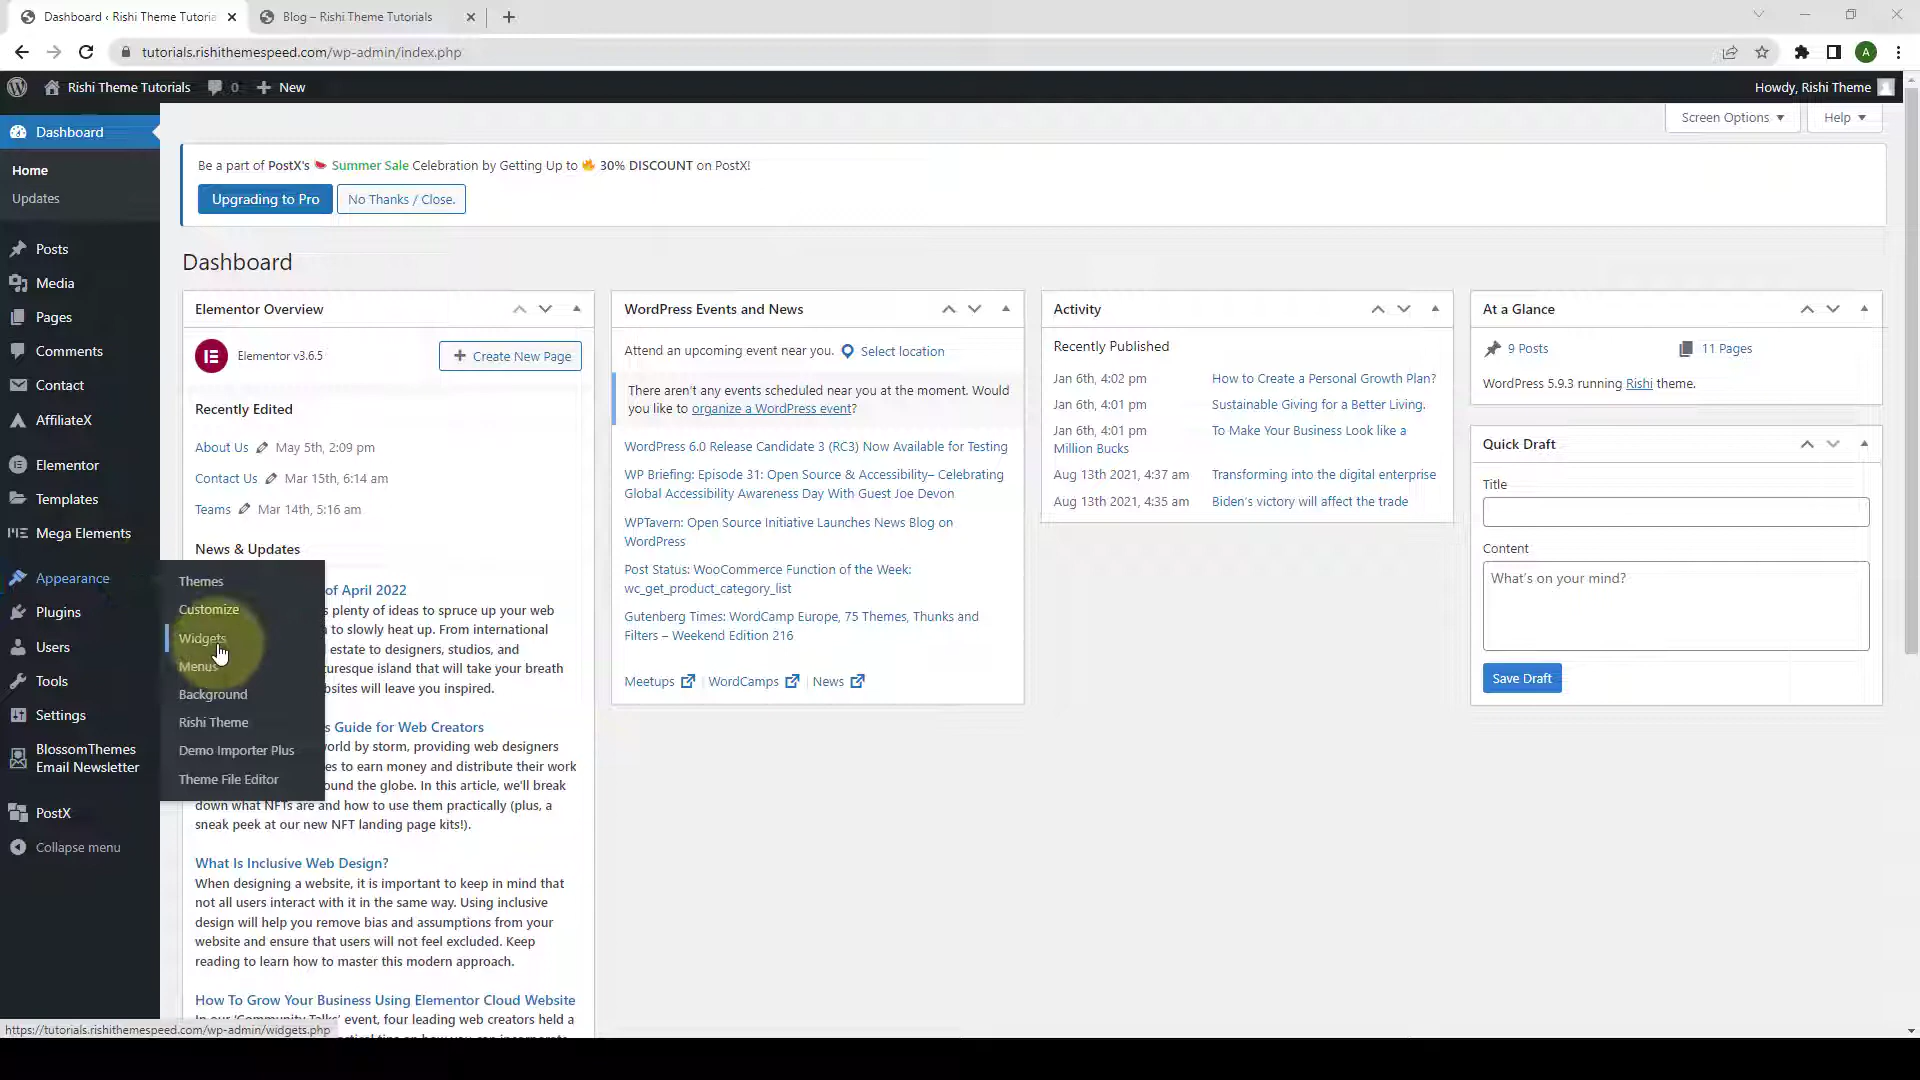 Dashboard ‹ Rishi Theme Tutoria
Blog – Rishi Theme Tutorials
tutorials.rishithemespeed.com/wp-admin/index.php
A
Rishi Theme Tutorials
0
New
Howdy, Rishi Theme
Dashboard
Home
Updates
Posts
Media
Pages
Comments
Contact
AffiliateX
Elementor
Templates
Mega Elements
Appearance
Plugins
Users
Tools
Settings
BlossomThemes
Email Newsletter
PostX
Collapse menu
Themes
Customize
Widgets
Menus
Background
Rishi Theme
Demo Importer Plus
Theme File Editor
Screen Options
Help
Be a part of PostX's Summer Sale Celebration by Getting Up to 30% DISCOUNT on PostX!
Upgrading to Pro
No Thanks / Close.
Dashboard
Elementor Overview
Elementor v3.6.5
Create New Page
Recently Edited
About Us May 5th, 2:09 pm
Contact Us Mar 15th, 6:14 am
Teams Mar 14th, 5:16 am
News & Updates
of April 2022
plenty of ideas to spruce up your web
to slowly heat up. From international
estate to designers, studios, and
turesque island that will take your breath
bsites will leave you inspired.
s Guide for Web Creators
world by storm, providing web designers
es to earn money and distribute their work
ound the globe. In this article, we'll break
down what NFTs are and how to use them practically (plus, a
sneak peek at our new NFT landing page kits!).
What Is Inclusive Web Design?
When designing a website, it is important to keep in mind that
not all users interact with it in the same way. Using inclusive
design will help you remove bias and assumptions from your
website and ensure that users will not feel excluded. Keep
reading to learn how to master this modern approach.
How To Grow Your Business Using Elementor Cloud Website
In our 'Community Talks' event, four leading web creators held a
WordPress Events and News
Attend an upcoming event near you. Select location
There aren't any events scheduled near you at the moment. Would
you like to organize a WordPress event?
WordPress 6.0 Release Candidate 3 (RC3) Now Available for Testing
WP Briefing: Episode 31: Open Source & Accessibility– Celebrating
Global Accessibility Awareness Day With Guest Joe Devon
WPTavern: Open Source Initiative Launches News Blog on
WordPress
Post Status: WooCommerce Function of the Week:
wc_get_product_category_list
Gutenberg Times: WordCamp Europe, 75 Themes, Thunks and
Filters – Weekend Edition 216
Meetups | WordCamps | News
Activity
Recently Published
Jan 6th, 4:02 pm How to Create a Personal Growth Plan?
Jan 6th, 4:01 pm Sustainable Giving for a Better Living.
Jan 6th, 4:01 pm To Make Your Business Look like a
Million Bucks
Aug 13th 2021, 4:37 am Transforming into the digital enterprise
Aug 13th 2021, 4:35 am Biden's victory will affect the trade
At a Glance
9 Posts
11 Pages
WordPress 5.9.3 running Rishi theme.
Quick Draft
Title
Content
What's on your mind?
Save Draft
https://tutorials.rishithemespeed.com/wp-admin/widgets.php